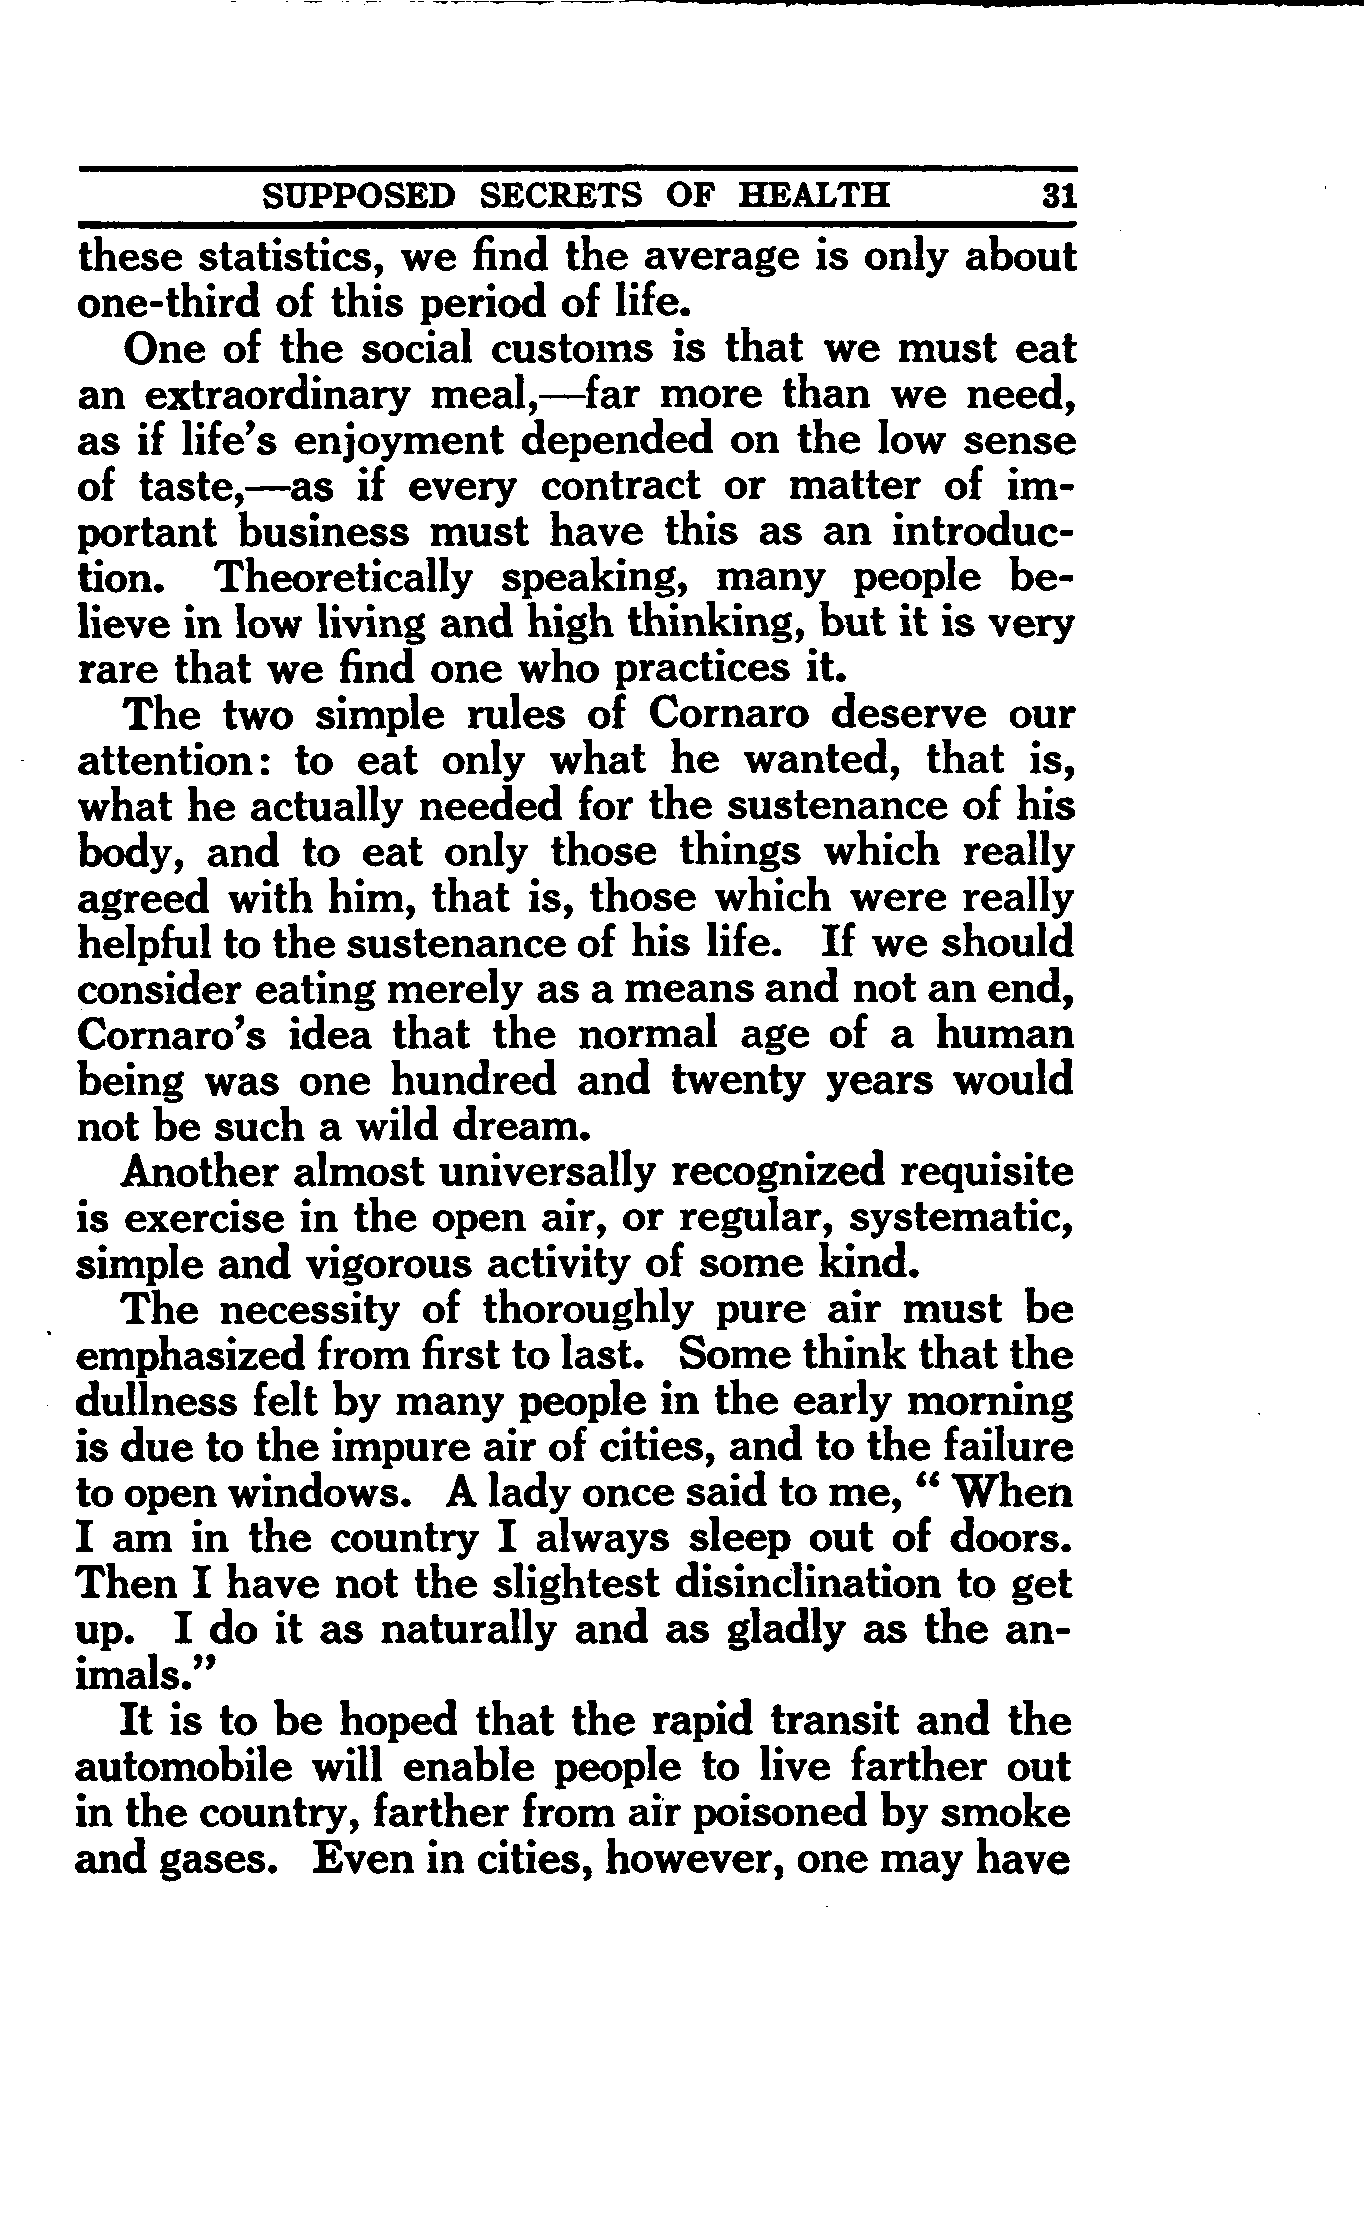 SUPPOSED SECRETS OF HEALTH 31
these statistics, we find the average is only about
one-third of this period of life.
One of the social customs is that we must eat
an extraordinary meal,—far more than we need,
as if life's enjoyment depended on the low sense
of taste,—as if every contract or matter of im-
portant business must have this as an introduc-
tion. Theoretically speaking, many people be-
lieve in low living and high thinking, but it is very
rare that we find one who practices it.
The two simple rules of Cornaro deserve our
attention: to eat only what he wanted, that is,
what he actually needed for the sustenance of his
body, and to eat only those things which really
agreed with him, that is, those which were really
helpful to the sustenance of his life. If we should
consider eating merely as a means and not an end,
Cornaro's idea that the normal age of a human
being was one hundred and twenty years would
not be such a wild dream.
Another almost universally recognized requisite
is exercise in the open air, or regular, systematic,
simple and vigorous activity of some kind.
The necessity of thoroughly pure air must be
emphasized from first to last. Some think that the
dullness felt by many people in the early morning
is due to the impure air of cities, and to the failure
to open windows. A lady once said to me, “ When
I am in the country I always sleep out of doors.
Then I have not the slightest disinclination to get
up. I do it as naturally and as gladly as the an-
imals.”
It is to be hoped that the rapid transit and the
automobile will enable people to live farther out
in the country, farther from air poisoned by smoke
and gases. Even in cities, however, one may have